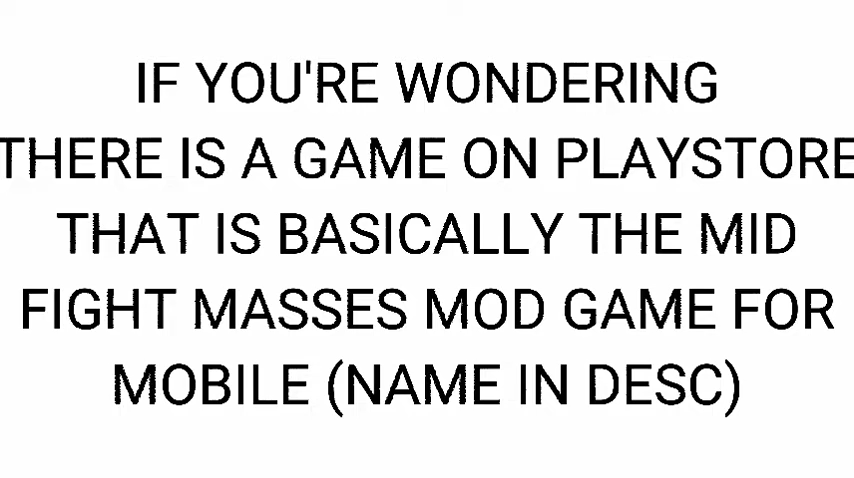 IF YOU'RE WONDERING
THERE IS A GAME ON PLAYSTORE
THAT IS BASICALLY THE MID
FIGHT MASSES MOD GAME FOR
MOBILE (NAME IN DESC)